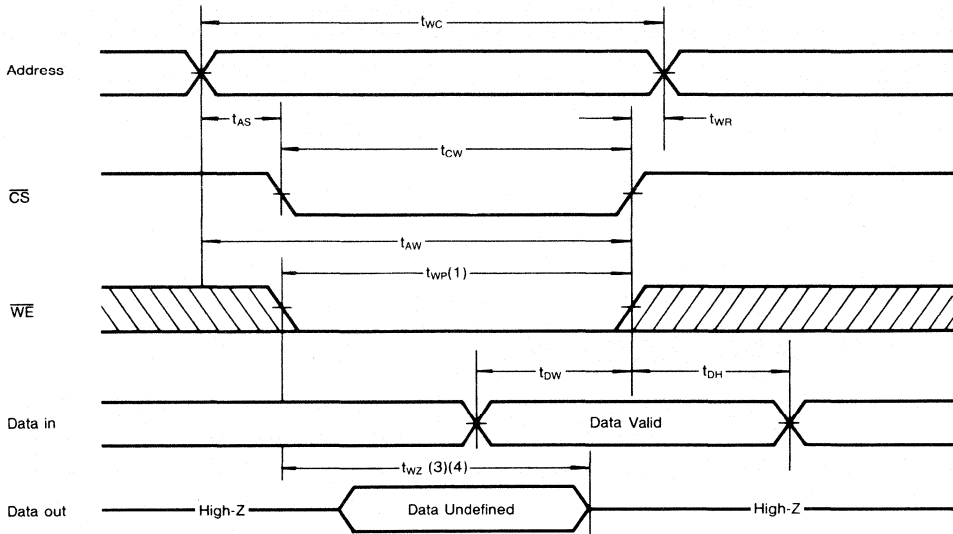 tWC
Address
tAS
tWR
tCW
CS
tAW
tWP(1)
WE
tDW
tDH
Data in
Data Valid
tWZ (3)(4)
Data out
High-Z
Data Undefined
High-Z